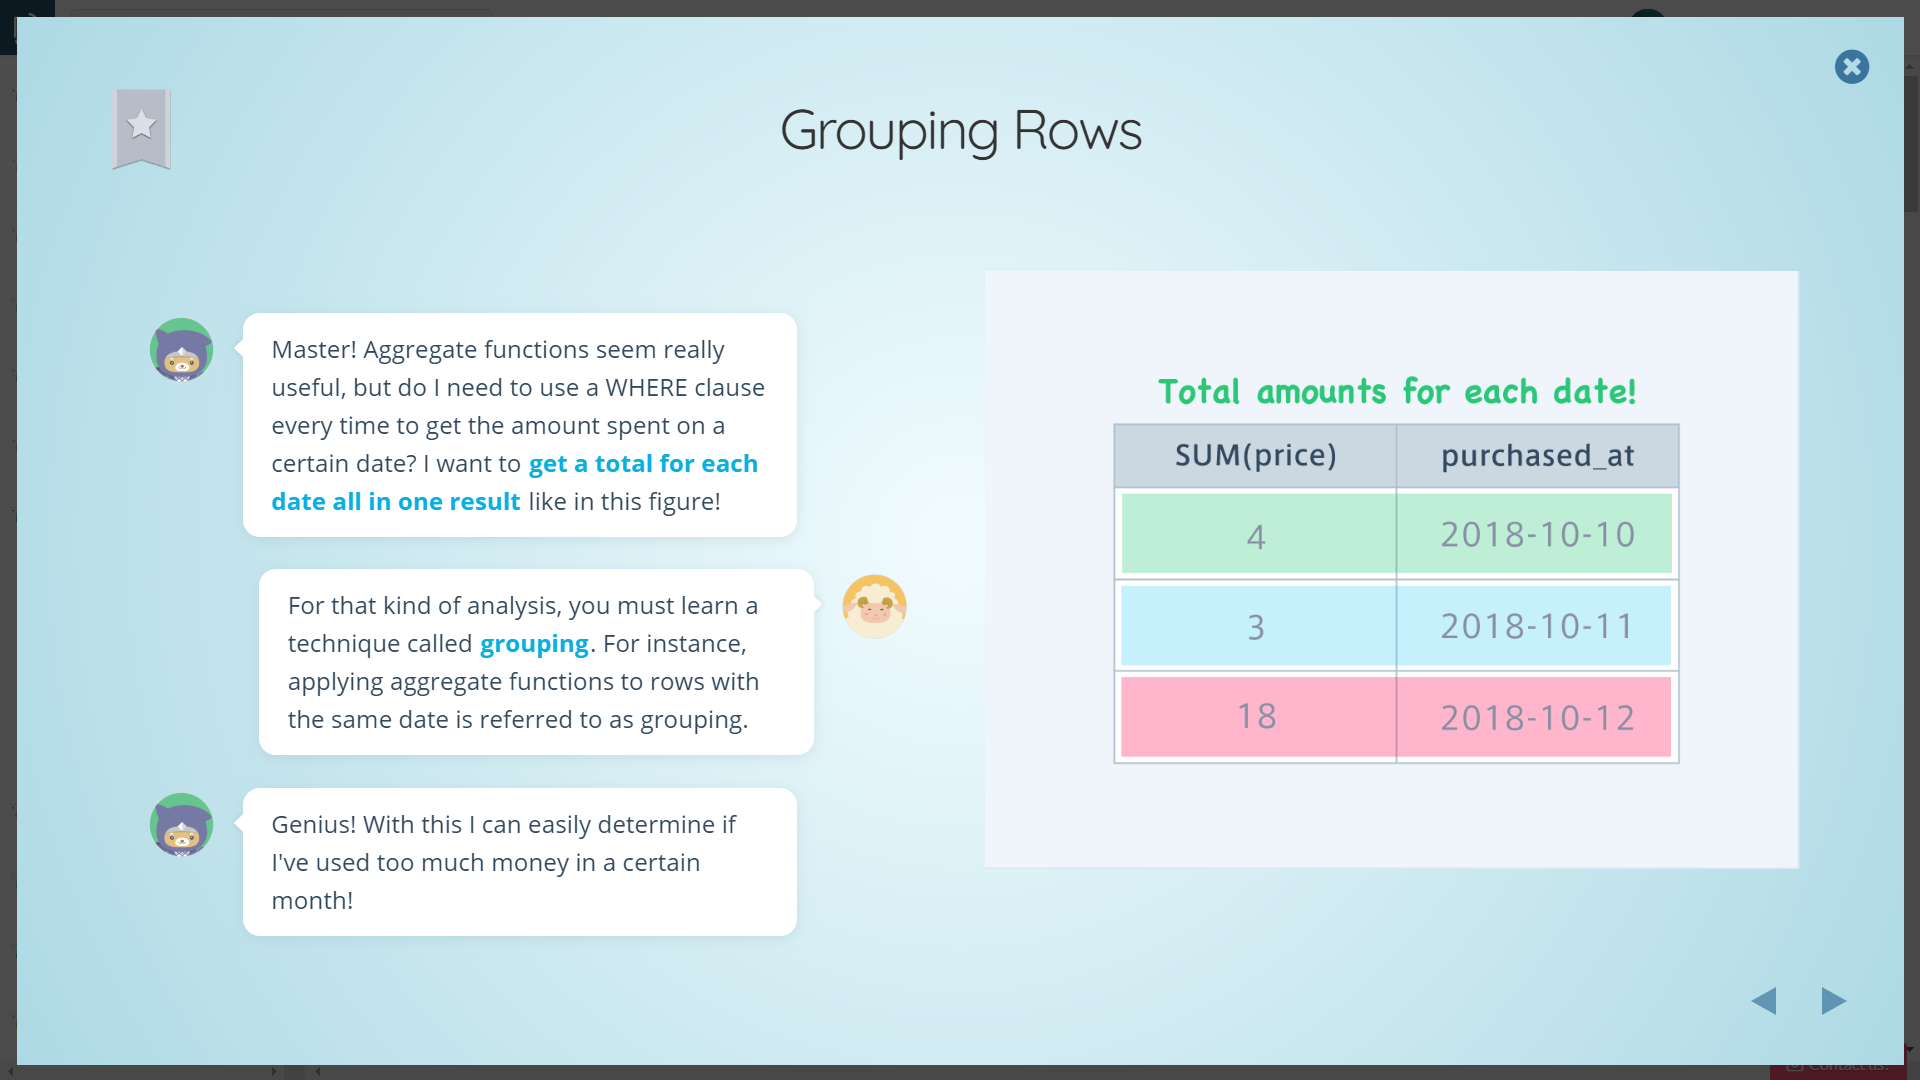 Grouping Rows
Master! Aggregate functions seem really
useful, but do I need to use a WHERE clause
every time to get the amount spent on a
certain date? I want to get a total for each
date all in one result like in this figure!
For that kind of analysis, you must learn a
technique called grouping. For instance,
applying aggregate functions to rows with
the same date is referred to as grouping.
Genius! With this I can easily determine if
I've used too much money in a certain
month!
Total amounts for each date!
SUM(price) purchased_at
4 2018-10-10
3 2018-10-11
18 2018-10-12
Contact us!